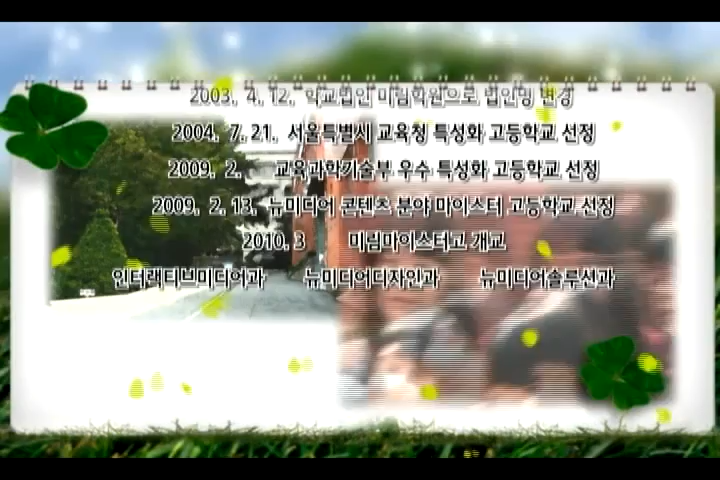 2003. 4. 12. 학교법인 미림학원으로 법인명 변경
2004. 7. 21. 서울특별시 교육청 특성화 고등학교 선정
2009. 2. 교육과학기술부 우수 특성화 고등학교 선정
2009. 2. 13. 뉴미디어 콘텐츠 분야 마이스터 고등학교 선정
2010. 3 미림마이스터고 개교
인터랙티브미디어과 뉴미디어디자인과 뉴미디어솔루션과